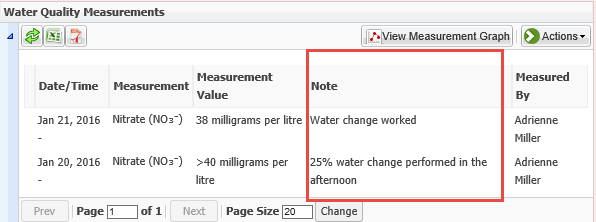 Water Quality Measurements
View Measurement Graph Actions
Date/Time Measurement Measurement Value Note Measured By
Jan 21, 2016 - Nitrate (NO₃⁻) 38 milligrams per litre Water change worked Adrienne Miller
Jan 20, 2016 - Nitrate (NO₃⁻) >40 milligrams per litre 25% water change performed in the afternoon Adrienne Miller
Prev Page 1 of 1 Next Page Size 20 Change